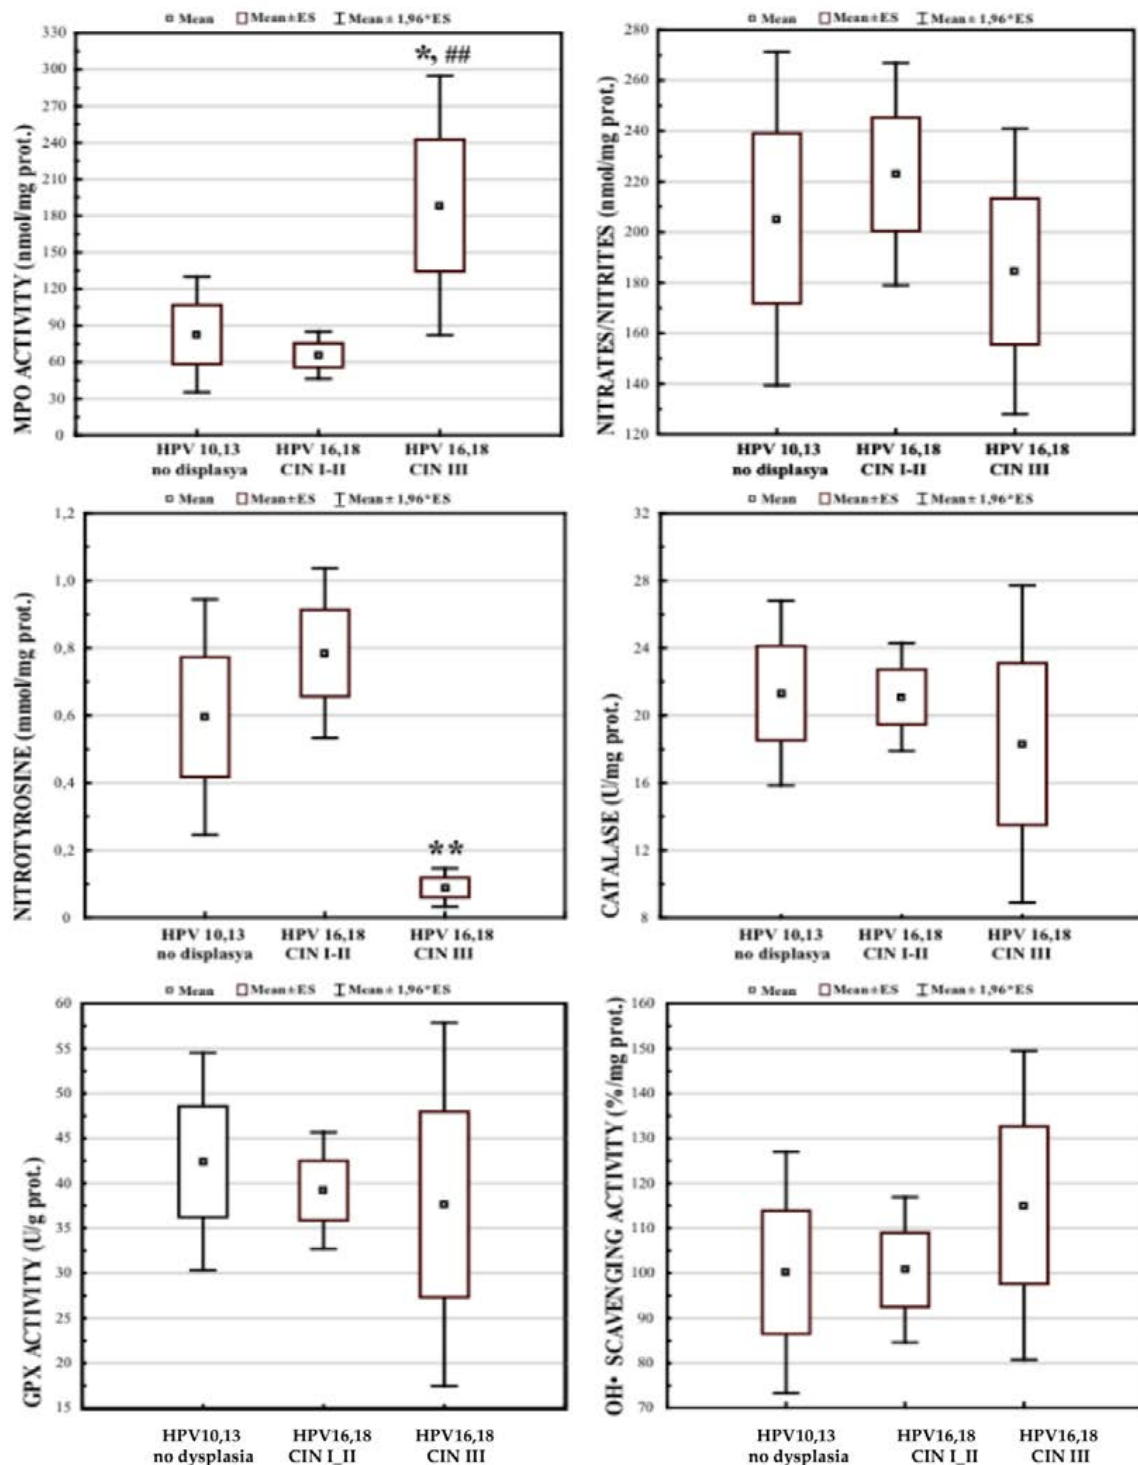 Mean Mean±ES Mean±1,96*ES
330
300
270
240
210
180
150
120
90
60
30
0
MPO ACTIVITY (nmol/mg prot.)
*, ##
HPV 10,13 HPV 16,18 HPV 16,18
no displasya CIN I-II CIN III
Mean Mean±ES Mean±1,96*ES
280
260
240
220
200
180
160
140
120
NITRATES/NITRITES (nmol/mg prot.)
HPV 10,13 HPV 16,18 HPV 16,18
no displasya CIN I-II CIN III
Mean Mean±ES Mean±1,96*ES
1,2
1,0
0,8
0,6
0,4
0,2
0
NITROTYROSINE (mmol/mg prot.)
**
HPV 10,13 HPV 16,18 HPV 16,18
no displasya CIN I-II CIN III
Mean Mean±ES Mean±1,96*ES
32
28
24
20
16
12
8
CATALASE (U/mg prot.)
HPV 10,13 HPV 16,18 HPV 16,18
no displasya CIN I-II CIN III
Mean Mean±ES Mean±1,96*ES
60
55
50
45
40
35
30
25
20
15
GPX ACTIVITY (U/g prot.)
HPV10,13 HPV16,18 HPV16,18
no dysplasia CIN I_II CIN III
Mean Mean±ES Mean±1,96*ES
160
150
140
130
120
110
100
90
80
70
OH• SCAVENGING ACTIVITY (%/mg prot.)
HPV10,13 HPV16,18 HPV16,18
no dysplasia CIN I_II CIN III